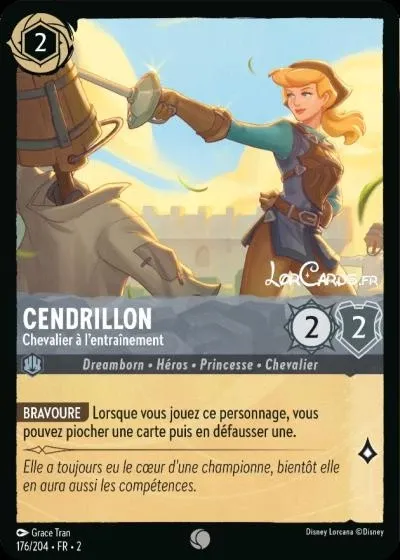 2
LORCARDS.FR
CENDRILLON
Chevalier à l'entraînement
2 2
Dreamborn • Héros • Princesse • Chevalier
BRAVOURE Lorsque vous jouez ce personnage, vous
pouvez piocher une carte puis en défausser une.
Elle a toujours eu le cœur d'une championne, bientôt elle
en aura aussi les compétences.
Grace Tran
Disney Lorcana ©Disney
176/204 • FR • 2